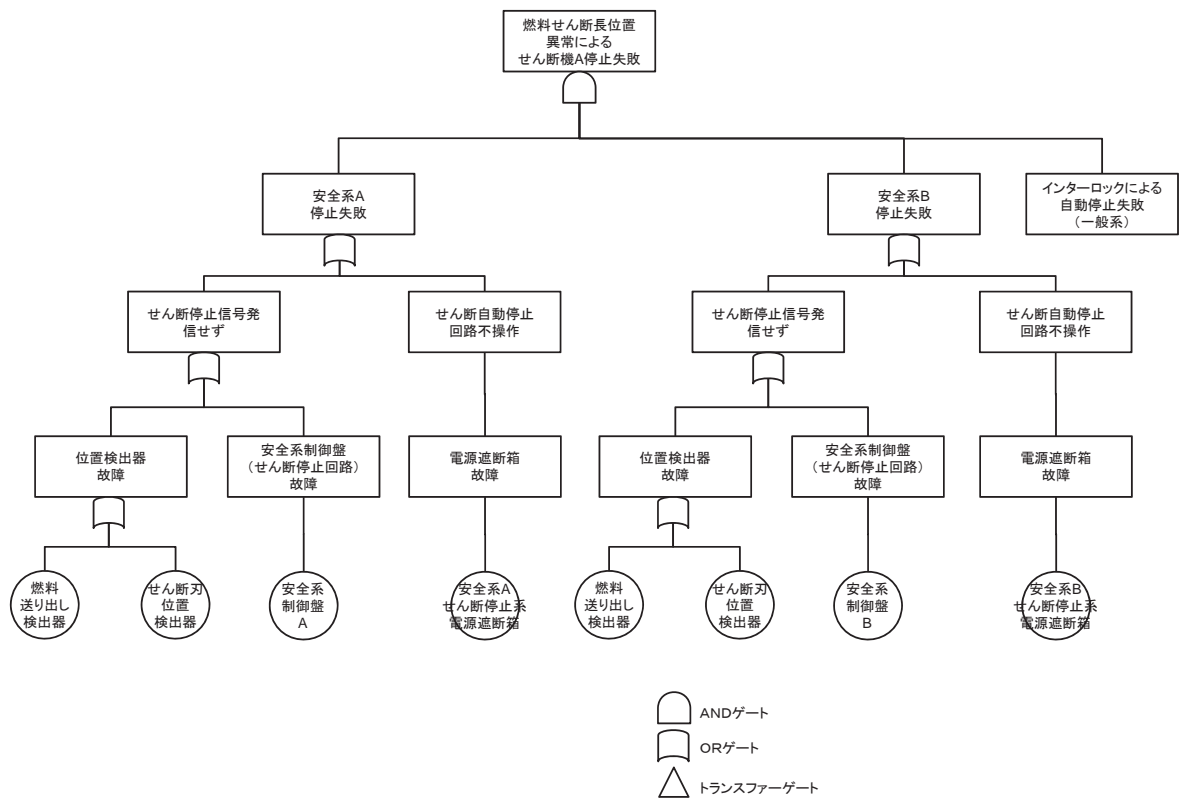 燃料せん断長位置
異常による
せん断機A停止失敗
安全系A
停止失敗
安全系B
停止失敗
インターロックによる
自動停止失敗
(一般系)
せん断停止信号発
信せず
せん断自動停止
回路不操作
せん断停止信号発
信せず
せん断自動停止
回路不操作
位置検出器
故障
安全系制御盤
(せん断停止回路)
故障
電源遮断箱
故障
位置検出器
故障
安全系制御盤
(せん断停止回路)
故障
電源遮断箱
故障
燃料
送り出し
検出器
せん断刃
位置
検出器
安全系
制御盤
A
安全系A
せん断停止系
電源遮断箱
燃料
送り出し
検出器
せん断刃
位置
検出器
安全系
制御盤
B
安全系B
せん断停止系
電源遮断箱
ANDゲート
ORゲート
トランスファーゲート